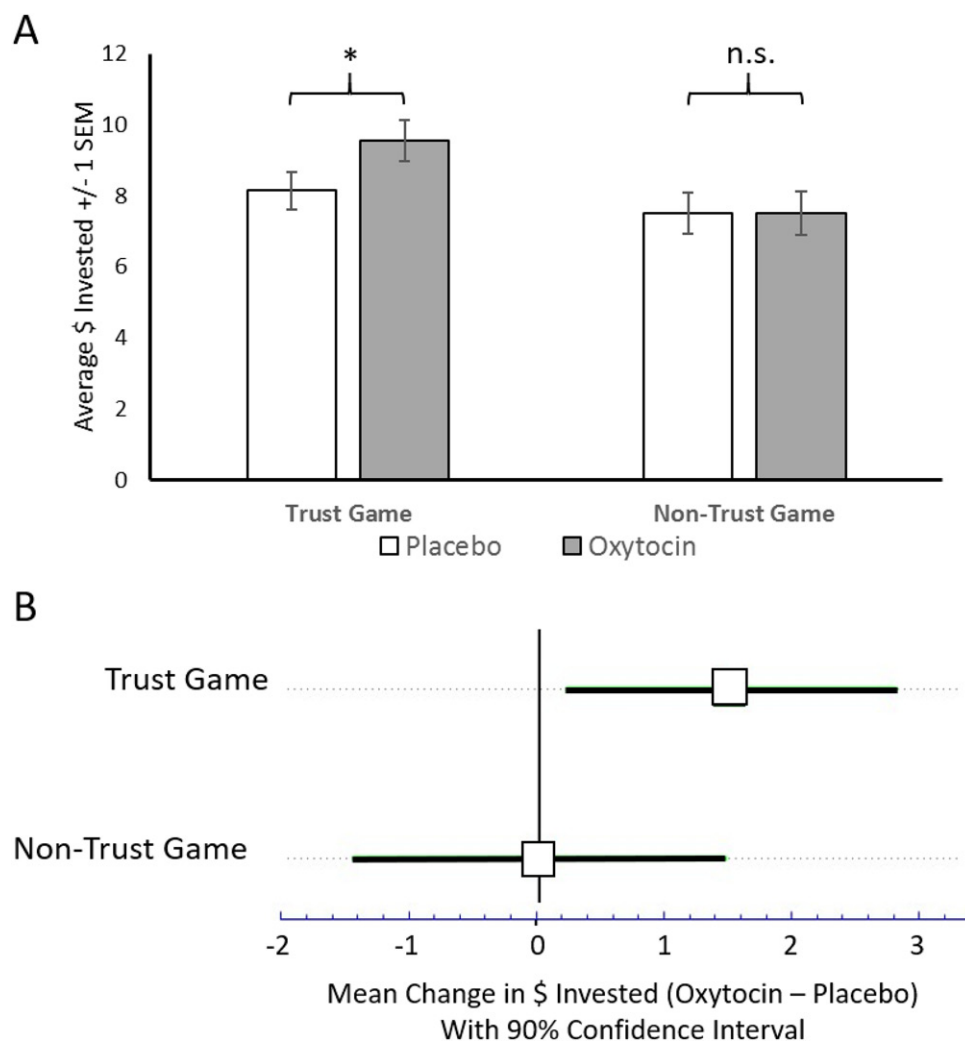 A
Average $ Invested +/- 1 SEM
12
10
8
6
4
2
0
*
n.s.
Trust Game
Non-Trust Game
Placebo
Oxytocin
B
Trust Game
Non-Trust Game
-2 -1 0 1 2 3
Mean Change in $ Invested (Oxytocin – Placebo)
With 90% Confidence Interval